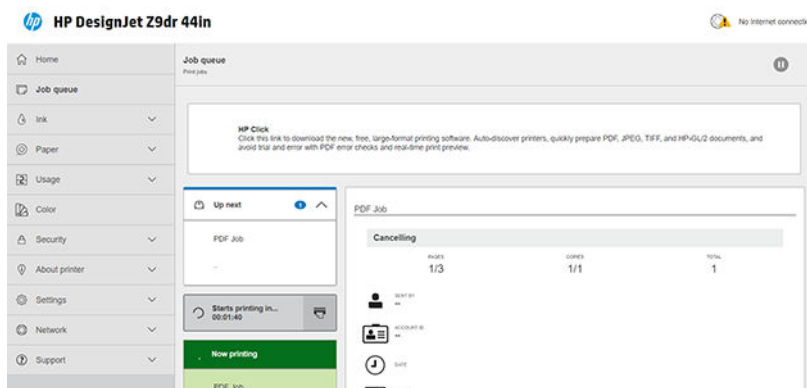 hp HP DesignJet Z9dr 44in
No Internet connecti
Home
Job queue
Ink
Paper
Usage
Color
Security
About printer
Settings
Network
Support
Job queue
Print jobs
HP Click
Click this link to download the new, free, large-format printing software. Auto-discover printers, quickly prepare PDF, JPEG, TIFF, and HP-GL/2 documents, and
avoid trial and error with PDF error checks and real-time print preview.
Up next 1
PDF Job
--
Starts printing in...
00:01:40
Now printing
PDF Job
PDF Job
Cancelling
PAGES COPIES TOTAL
1/3 1/1 1
SENT BY
--
ACCOUNT ID
--
DATE